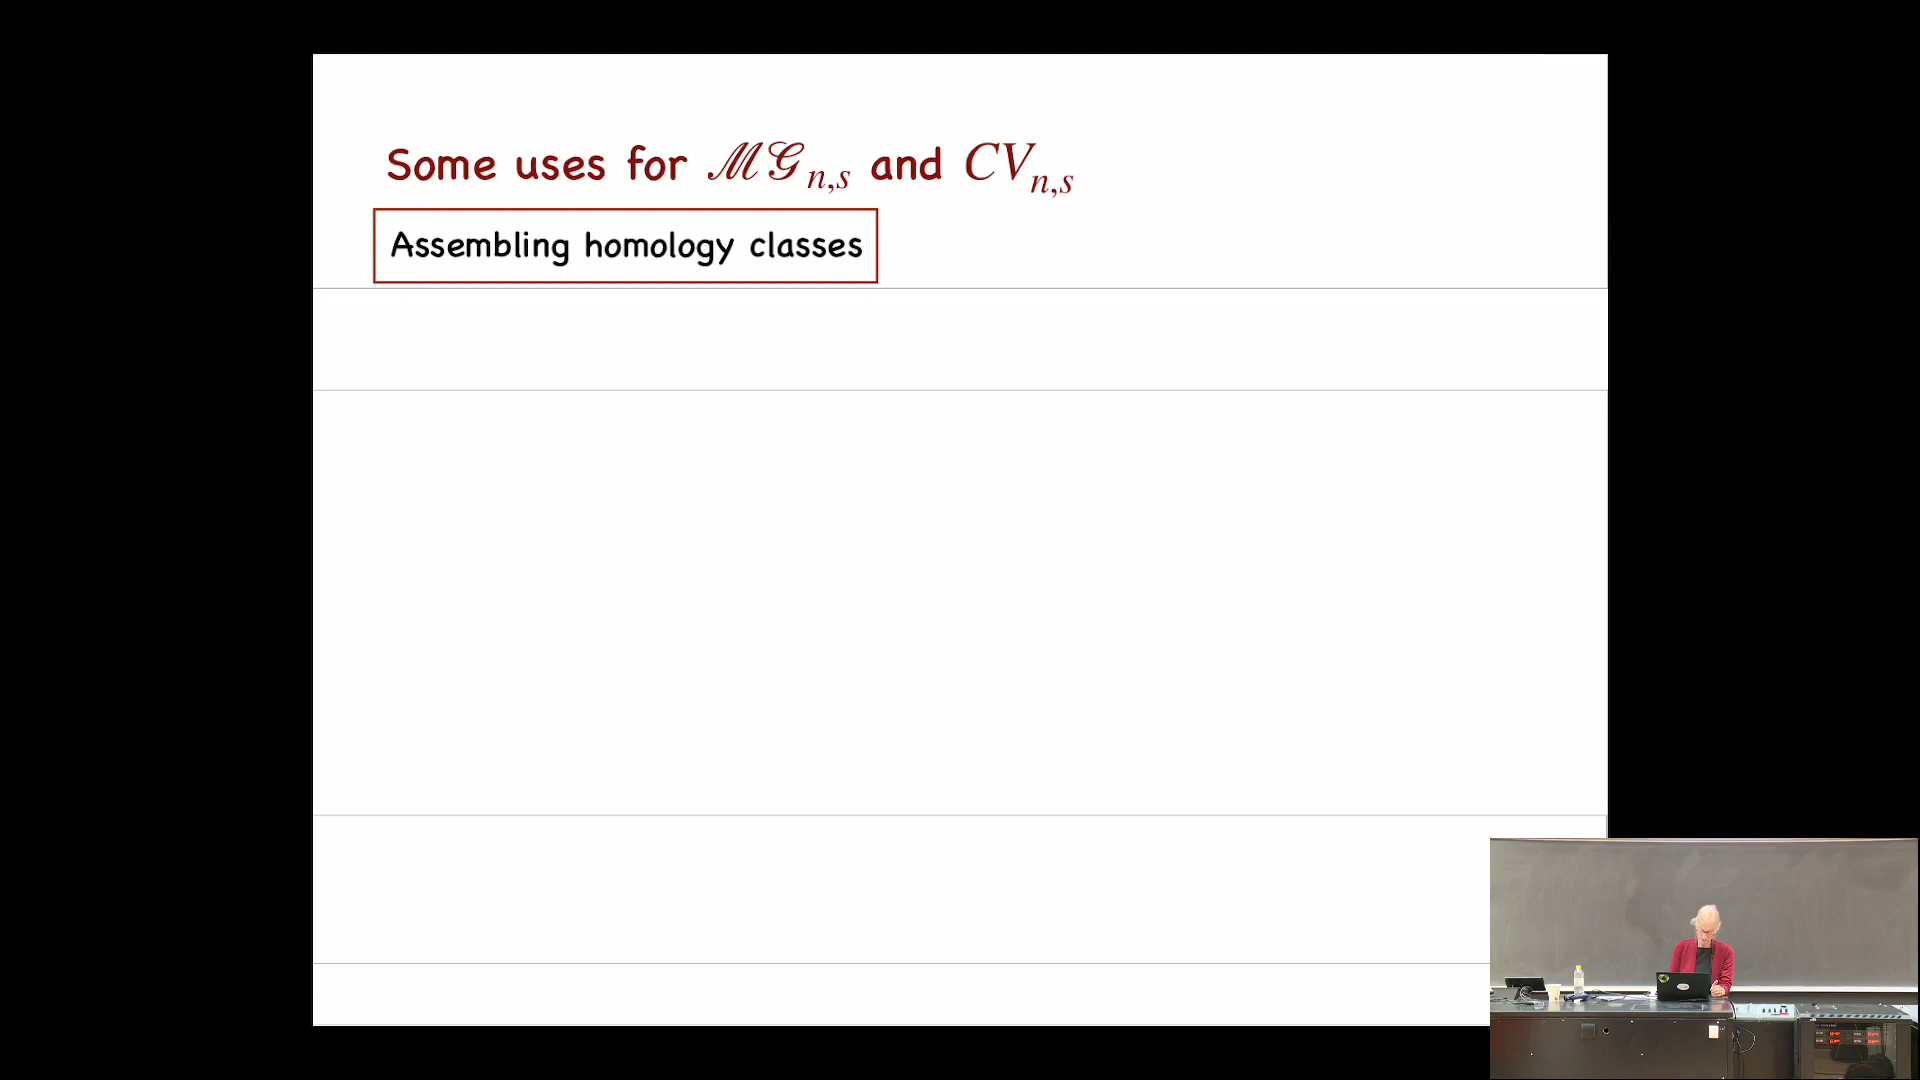 Some uses for ℳ𝒢ₙ,ₛ and CVₙ,ₛ
Assembling homology classes